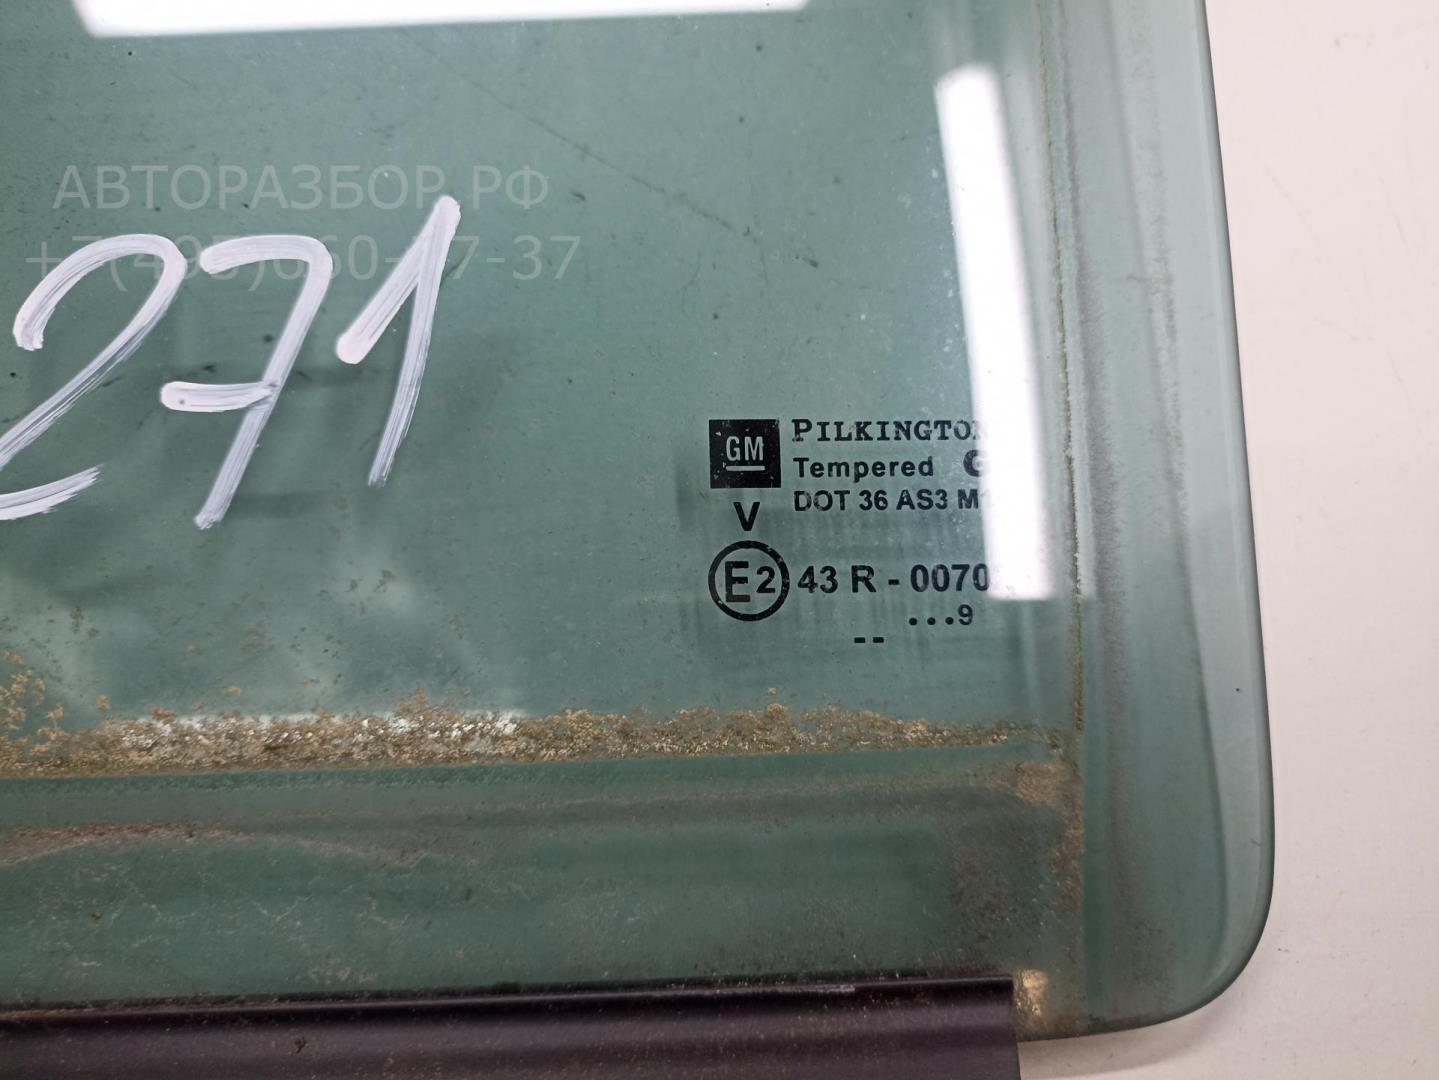 АВТОРАЗБОР.РФ
271
GM
PILKINGTON
Tempered
DOT 36 AS3
V
E2 43 R - 0070
...9
--